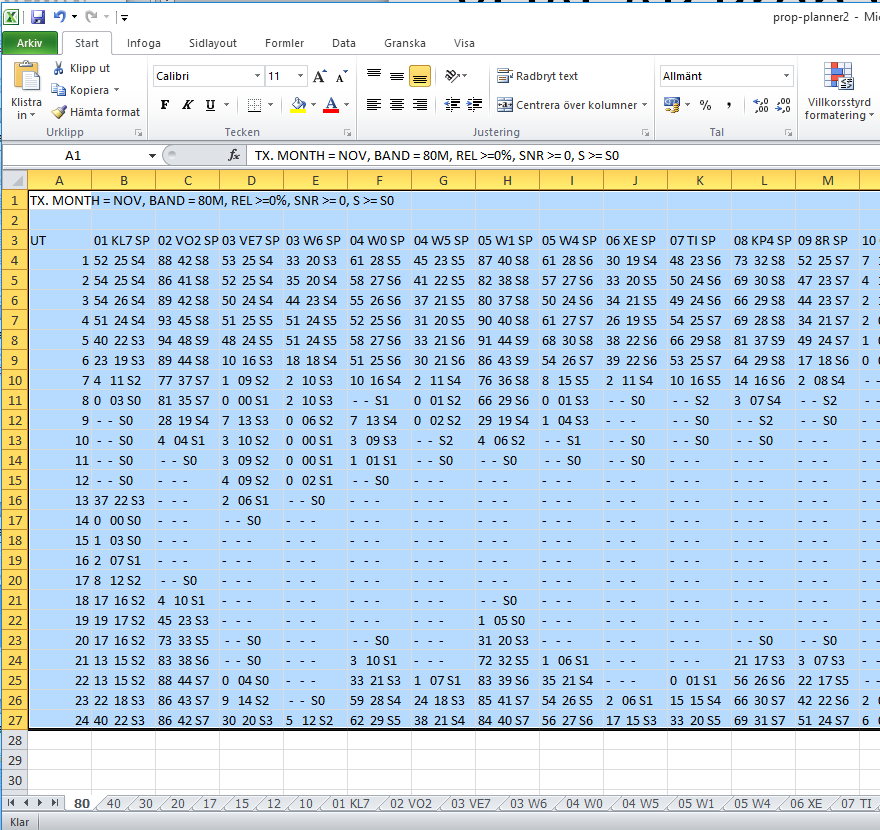 prop-planner2 - Mi
Arkiv Start Infoga Sidlayout Formler Data Granska Visa
Klistra in
Klipp ut
Kopiera
Hämta format
Urklipp
Calibri 11
F K U
Tecken
Radbryt text
Centrera över kolumner
Justering
Allmänt
Tal
Villkorsstyrd formatering
A1 fx TX. MONTH = NOV, BAND = 80M, REL >=0%, SNR >= 0, S >= S0
A B C D E F G H I J K L M
1 TX. MONTH = NOV, BAND = 80M, REL >=0%, SNR >= 0, S >= S0
2
3 UT 01 KL7 SP 02 VO2 SP 03 VE7 SP 03 W6 SP 04 W0 SP 04 W5 SP 05 W1 SP 05 W4 SP 06 XE SP 07 TI SP 08 KP4 SP 09 8R SP 10
4 1 52 25 S4 88 42 S8 53 25 S4 33 20 S3 61 28 S5 45 23 S5 87 40 S8 61 28 S6 30 19 S4 48 23 S6 73 32 S8 52 25 S7 7
5 2 54 25 S4 86 41 S8 52 25 S4 35 20 S4 58 27 S6 41 22 S5 82 38 S8 57 27 S6 33 20 S5 50 24 S6 69 30 S8 47 23 S7 4
6 3 54 26 S4 89 42 S8 50 24 S4 44 23 S4 55 26 S6 37 21 S5 80 37 S8 50 24 S6 34 21 S5 49 24 S6 66 29 S8 44 23 S7 2
7 4 51 24 S4 93 45 S8 51 25 S5 51 24 S5 52 25 S6 31 20 S5 90 40 S8 61 27 S7 26 19 S5 54 25 S7 69 28 S8 34 21 S7 2
8 5 40 22 S3 94 48 S9 48 24 S5 51 24 S5 58 27 S6 33 21 S6 91 44 S9 68 30 S8 38 22 S6 66 29 S8 81 37 S9 49 24 S7 1
9 6 23 19 S3 89 44 S8 10 16 S3 18 18 S4 51 25 S6 30 21 S6 86 43 S9 54 26 S7 39 22 S6 53 25 S7 64 29 S8 17 18 S6 0
10 7 4 11 S2 77 37 S7 1 09 S2 2 10 S3 10 16 S4 2 11 S4 76 36 S8 8 15 S5 2 11 S4 10 16 S5 14 16 S6 2 08 S4 - -
11 8 0 03 S0 81 35 S7 0 00 S1 2 10 S3 - - S1 0 01 S2 66 29 S6 0 01 S3 - - S0 - - S2 3 07 S4 - - S2 - -
12 9 - - S0 28 19 S4 7 13 S3 0 06 S2 7 13 S4 0 02 S2 29 19 S4 1 04 S3 - - - - - S0 - - S2 - - S0 - -
13 10 - - S0 4 04 S1 3 10 S2 0 00 S1 3 09 S3 - - S2 4 06 S2 - - S1 - - S0 - - S0 - - S0 - - - - -
14 11 - - S0 - - S0 3 09 S2 0 00 S1 1 01 S1 - - S0 - - S0 - - S0 - - S0 - - - - - - - - - - -
15 12 - - S0 - - - 4 09 S2 0 02 S1 - - S0 - - - - - - - - - - - - - - - - - - - - - - -
16 13 37 22 S3 - - - 2 06 S1 - - S0 - - - - - - - - - - - - - - - - - - - - - - - - - -
17 14 0 00 S0 - - - - - S0 - - - - - - - - - - - - - - - - - - - - - - - - - - - - -
18 15 1 03 S0 - - - - - - - - - - - - - - - - - - - - - - - - - - - - - - - - - - -
19 16 2 07 S1 - - - - - - - - - - - - - - - - - - - - - - - - - - - - - - - - - - -
20 17 8 12 S2 - - S0 - - - - - - - - - - - - - - - - - - - - - - - - - - - - - - - -
21 18 17 16 S2 4 10 S1 - - - - - - - - - - - - - - S0 - - - - - - - - - - - - - - - - -
22 19 19 17 S2 45 23 S3 - - - - - - - - - - - - 1 05 S0 - - - - - - - - - - - - - - - - -
23 20 17 16 S2 73 33 S5 - - S0 - - - - - S0 - - - 31 20 S3 - - - - - - - - - - - S0 - - S0 - -
24 21 13 15 S2 83 38 S6 - - S0 - - - 3 10 S1 - - - 72 32 S5 1 06 S1 - - - - - - 21 17 S3 3 07 S3 - -
25 22 13 15 S2 88 44 S7 0 04 S0 - - - 33 21 S3 1 07 S1 83 39 S6 35 21 S4 - - - 0 01 S1 56 26 S6 22 17 S5 - -
26 23 22 18 S3 86 43 S7 9 14 S2 - - S0 59 28 S4 24 18 S3 85 41 S7 54 26 S5 2 06 S1 15 15 S4 66 30 S7 42 22 S6 2
27 24 40 22 S3 86 42 S7 30 20 S3 5 12 S2 62 29 S5 38 21 S4 84 40 S7 56 27 S6 17 15 S3 33 20 S5 69 31 S7 51 24 S7 6
28
29
30
80 40 30 20 17 15 12 10 01 KL7 02 VO2 03 VE7 03 W6 04 W0 04 W5 05 W1 05 W4 06 XE 07 TI
Klar